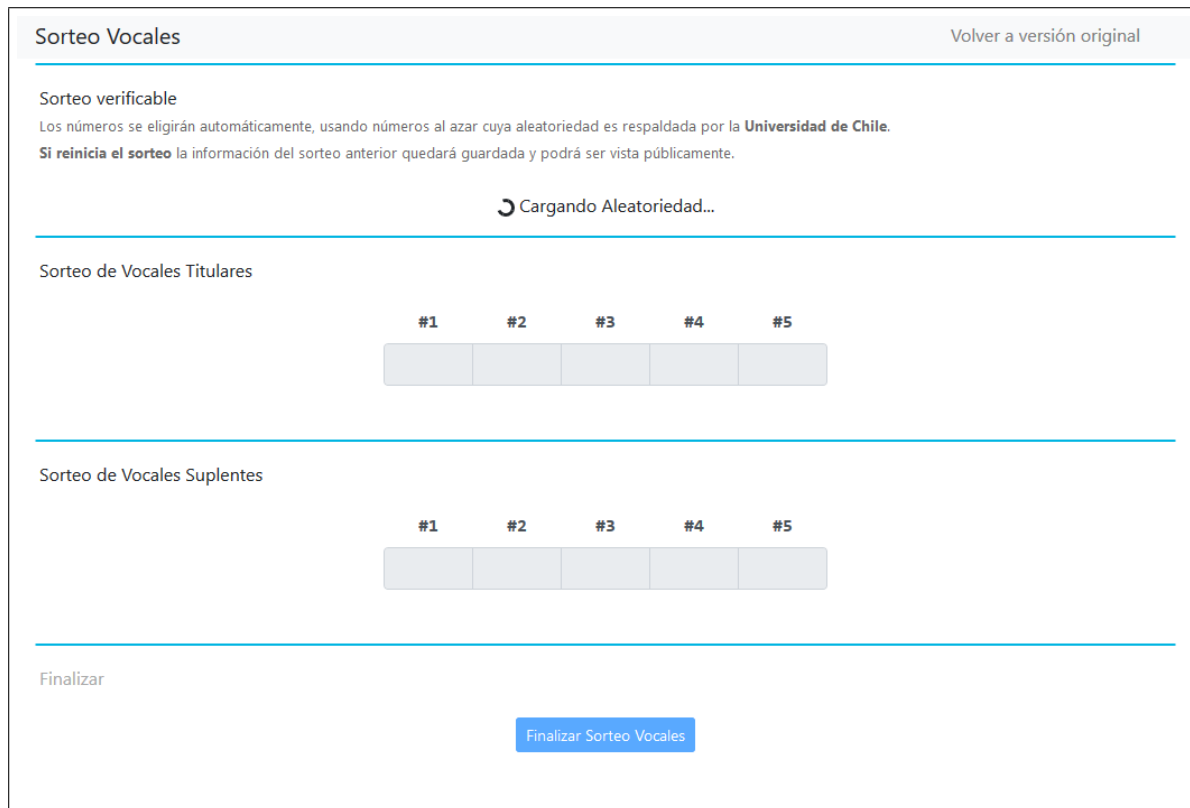 Sorteo Vocales
Volver a versión original
Sorteo verificable
Los números se eligirán automáticamente, usando números al azar cuya aleatoriedad es respaldada por la Universidad de Chile.
Si reinicia el sorteo la información del sorteo anterior quedará guardada y podrá ser vista públicamente.
Cargando Aleatoriedad...
Sorteo de Vocales Titulares
#1 #2 #3 #4 #5
Sorteo de Vocales Suplentes
#1 #2 #3 #4 #5
Finalizar
Finalizar Sorteo Vocales